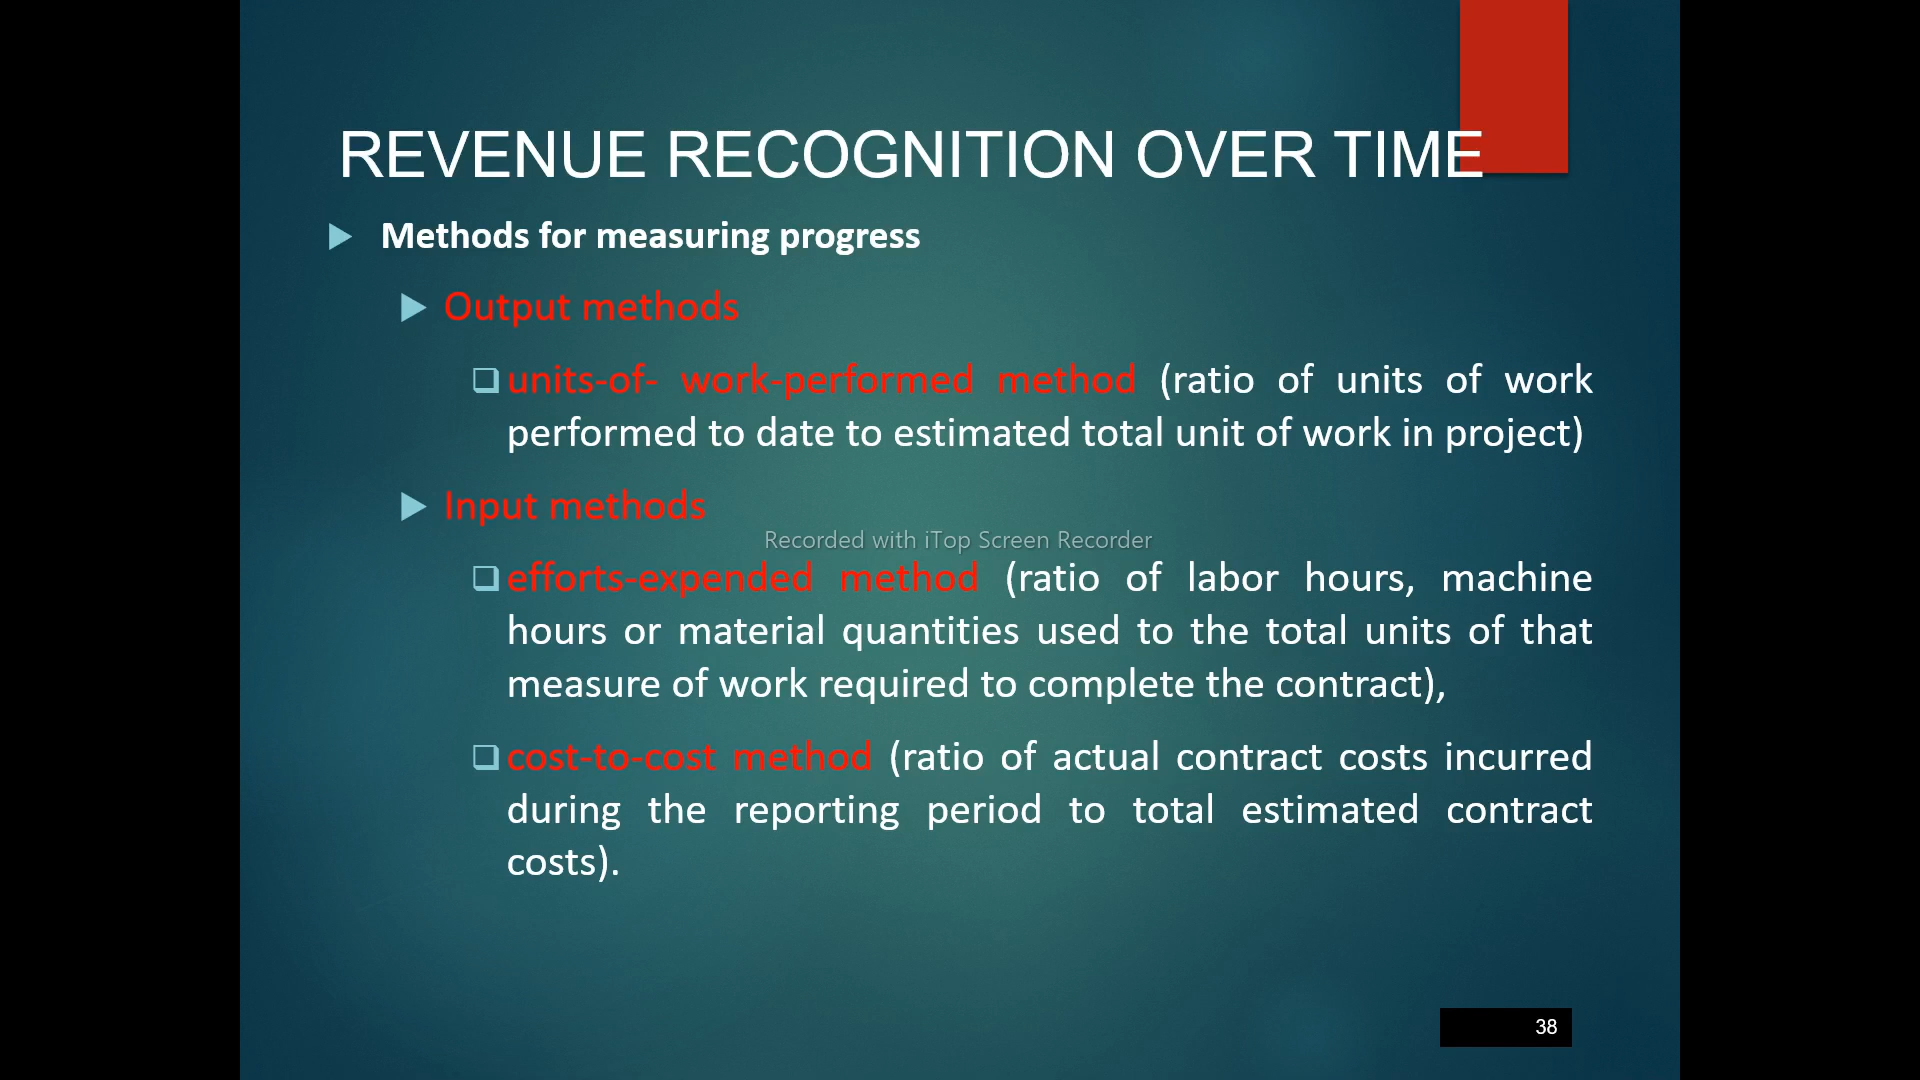 REVENUE RECOGNITION OVER TIME
Methods for measuring progress
Output methods
units-of- work-performed method (ratio of units of work
performed to date to estimated total unit of work in project)
Input methods
Recorded with iTop Screen Recorder
efforts-expended method (ratio of labor hours, machine
hours or material quantities used to the total units of that
measure of work required to complete the contract),
cost-to-cost method (ratio of actual contract costs incurred
during the reporting period to total estimated contract
costs).
38